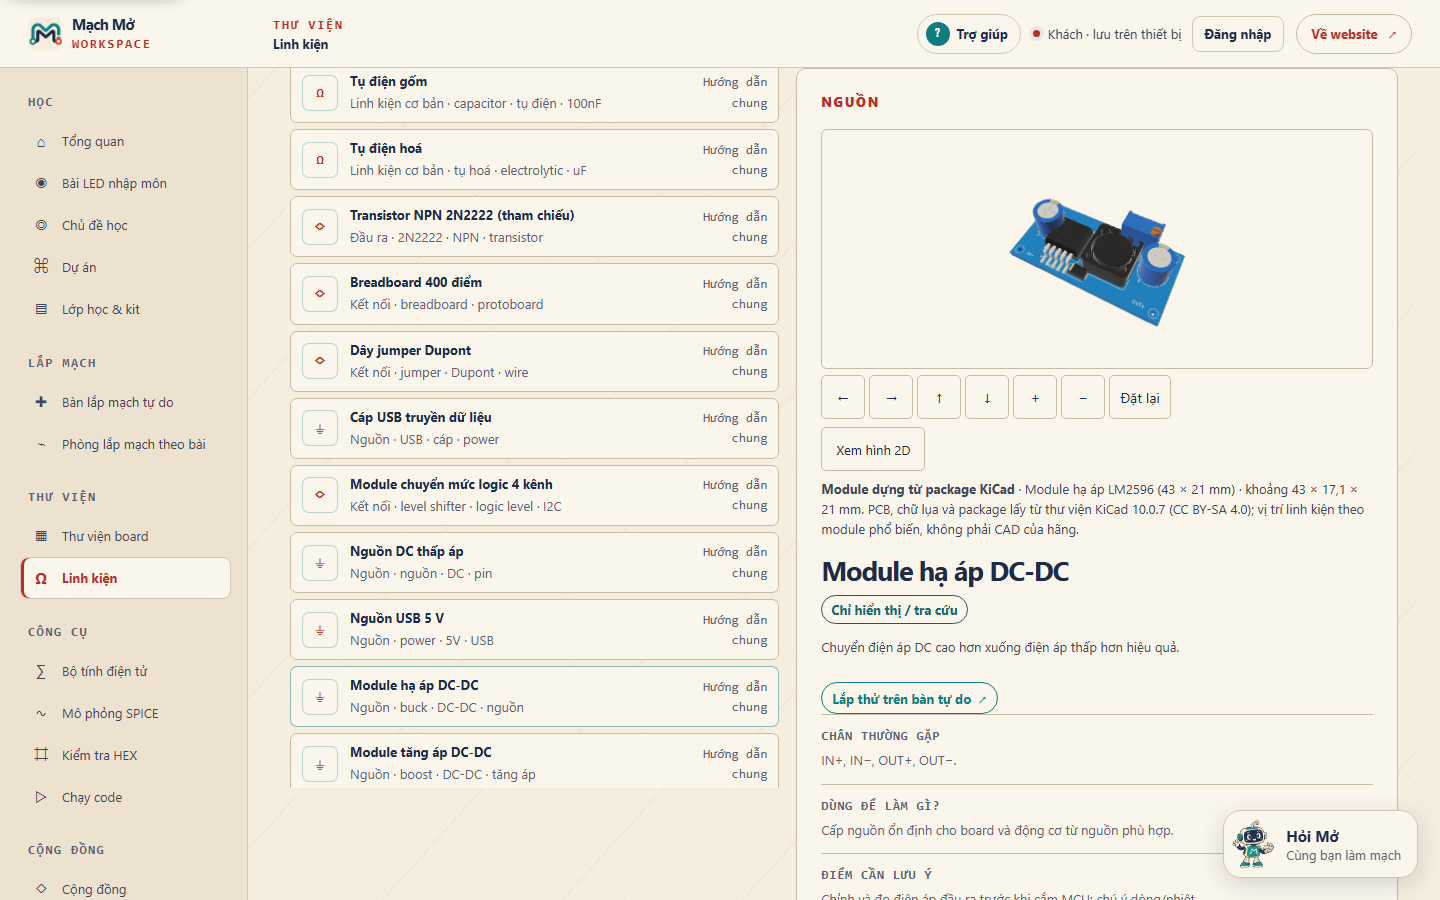 Mạch Mở
WORKSPACE
THƯ VIỆN
Linh kiện
? Trợ giúp
Khách · lưu trên thiết bị
Đăng nhập
Về website ↗
HỌC
Tổng quan
Bài LED nhập môn
Chủ đề học
Dự án
Lớp học & kit
LẮP MẠCH
Bàn lắp mạch tự do
Phòng lắp mạch theo bài
THƯ VIỆN
Thư viện board
Ω Linh kiện
CÔNG CỤ
∑ Bộ tính điện tử
Mô phỏng SPICE
Kiểm tra HEX
Chạy code
CỘNG ĐỒNG
Cộng đồng
Ω
Tụ điện gốm
Linh kiện cơ bản · capacitor · tụ điện · 100nF
Hướng dẫn
chung
Ω
Tụ điện hoá
Linh kiện cơ bản · tụ hoá · electrolytic · uF
Hướng dẫn
chung
Transistor NPN 2N2222 (tham chiếu)
Đầu ra · 2N2222 · NPN · transistor
Hướng dẫn
chung
Breadboard 400 điểm
Kết nối · breadboard · protoboard
Hướng dẫn
chung
Dây jumper Dupont
Kết nối · jumper · Dupont · wire
Hướng dẫn
chung
Cáp USB truyền dữ liệu
Nguồn · USB · cáp · power
Hướng dẫn
chung
Module chuyển mức logic 4 kênh
Kết nối · level shifter · logic level · I2C
Hướng dẫn
chung
Nguồn DC thấp áp
Nguồn · nguồn · DC · pin
Hướng dẫn
chung
Nguồn USB 5 V
Nguồn · power · 5V · USB
Hướng dẫn
chung
Module hạ áp DC-DC
Nguồn · buck · DC-DC · nguồn
Hướng dẫn
chung
Module tăng áp DC-DC
Nguồn · boost · DC-DC · tăng áp
Hướng dẫn
chung
NGUỒN
← → ↑ ↓ + − Đặt lại
Xem hình 2D
Module dựng từ package KiCad · Module hạ áp LM2596 (43 × 21 mm) · khoảng 43 × 17,1 ×
21 mm. PCB, chữ lụa và package lấy từ thư viện KiCad 10.0.7 (CC BY-SA 4.0); vị trí linh kiện theo
module phổ biến, không phải CAD của hãng.
Module hạ áp DC-DC
Chỉ hiển thị / tra cứu
Chuyển điện áp DC cao hơn xuống điện áp thấp hơn hiệu quả.
Lắp thử trên bàn tự do ↗
CHÂN THƯỜNG GẶP
IN+, IN−, OUT+, OUT−.
DÙNG ĐỂ LÀM GÌ?
Cấp nguồn ổn định cho board và động cơ từ nguồn phù hợp.
ĐIỂM CẦN LƯU Ý
Chỉnh và đo điện áp đầu ra trước khi cắm MCU; chú ý dòng/nhiệt.
Hỏi Mở
Cùng bạn làm mạch